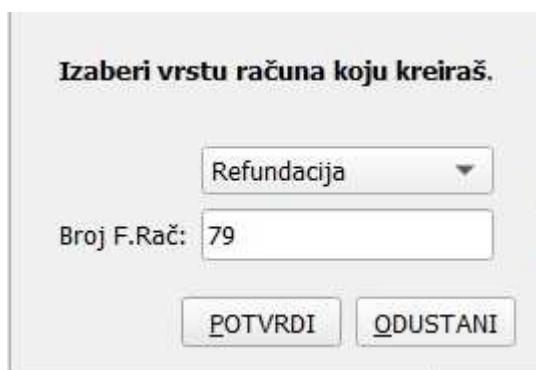 Izaberi vrstu računa koju kreiraš.
Refundacija
Broj F.Rač: 79
POTVRDI ODUSTANI